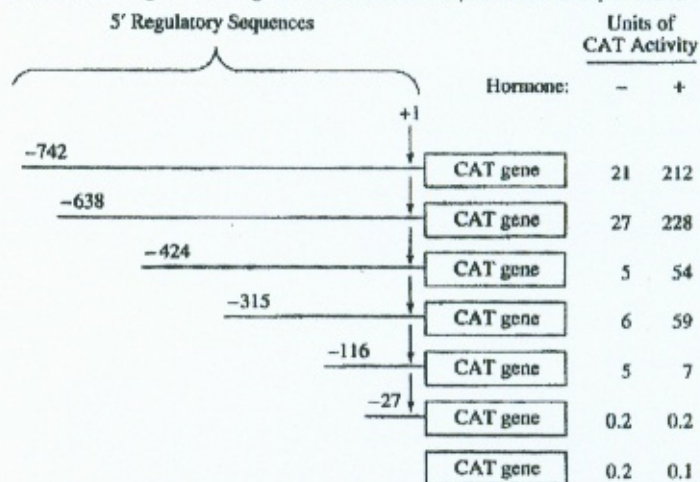 5′ Regulatory Sequences
Units of
CAT Activity
Hormone: − +
+1
−742 CAT gene 21 212
−638 CAT gene 27 228
−424 CAT gene 5 54
−315 CAT gene 6 59
−116 CAT gene 5 7
−27 CAT gene 0.2 0.2
CAT gene 0.2 0.1